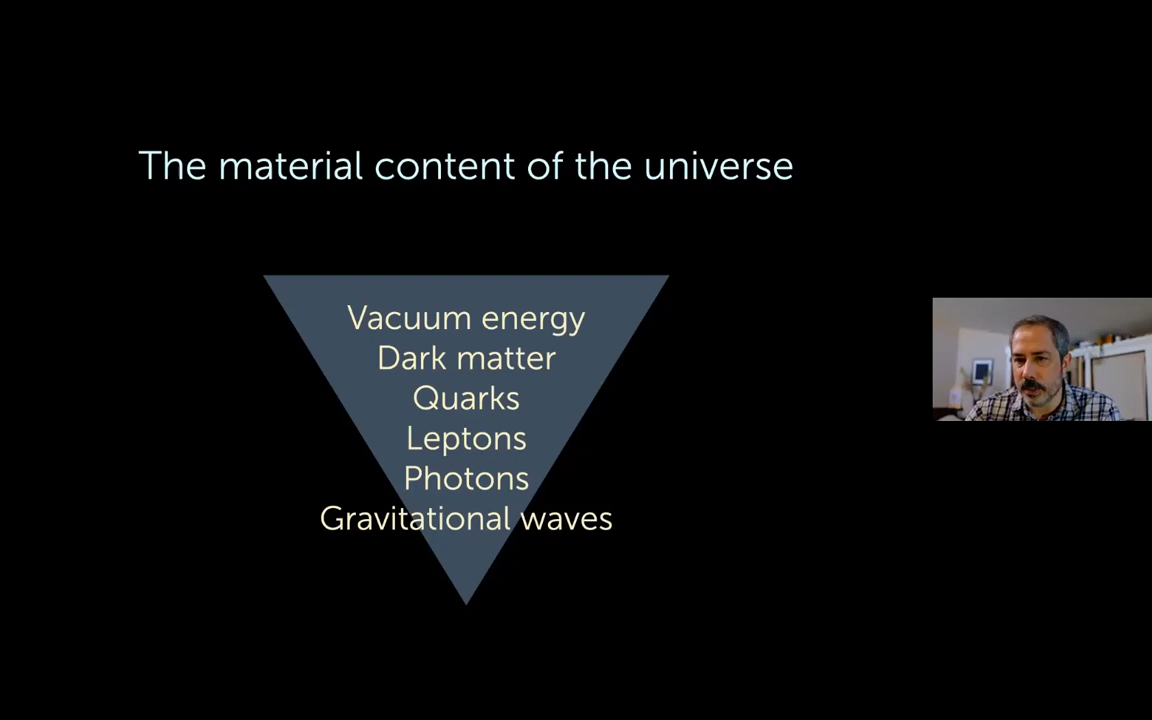 The material content of the universe
Vacuum energy
Dark matter
Quarks
Leptons
Photons
Gravitational waves